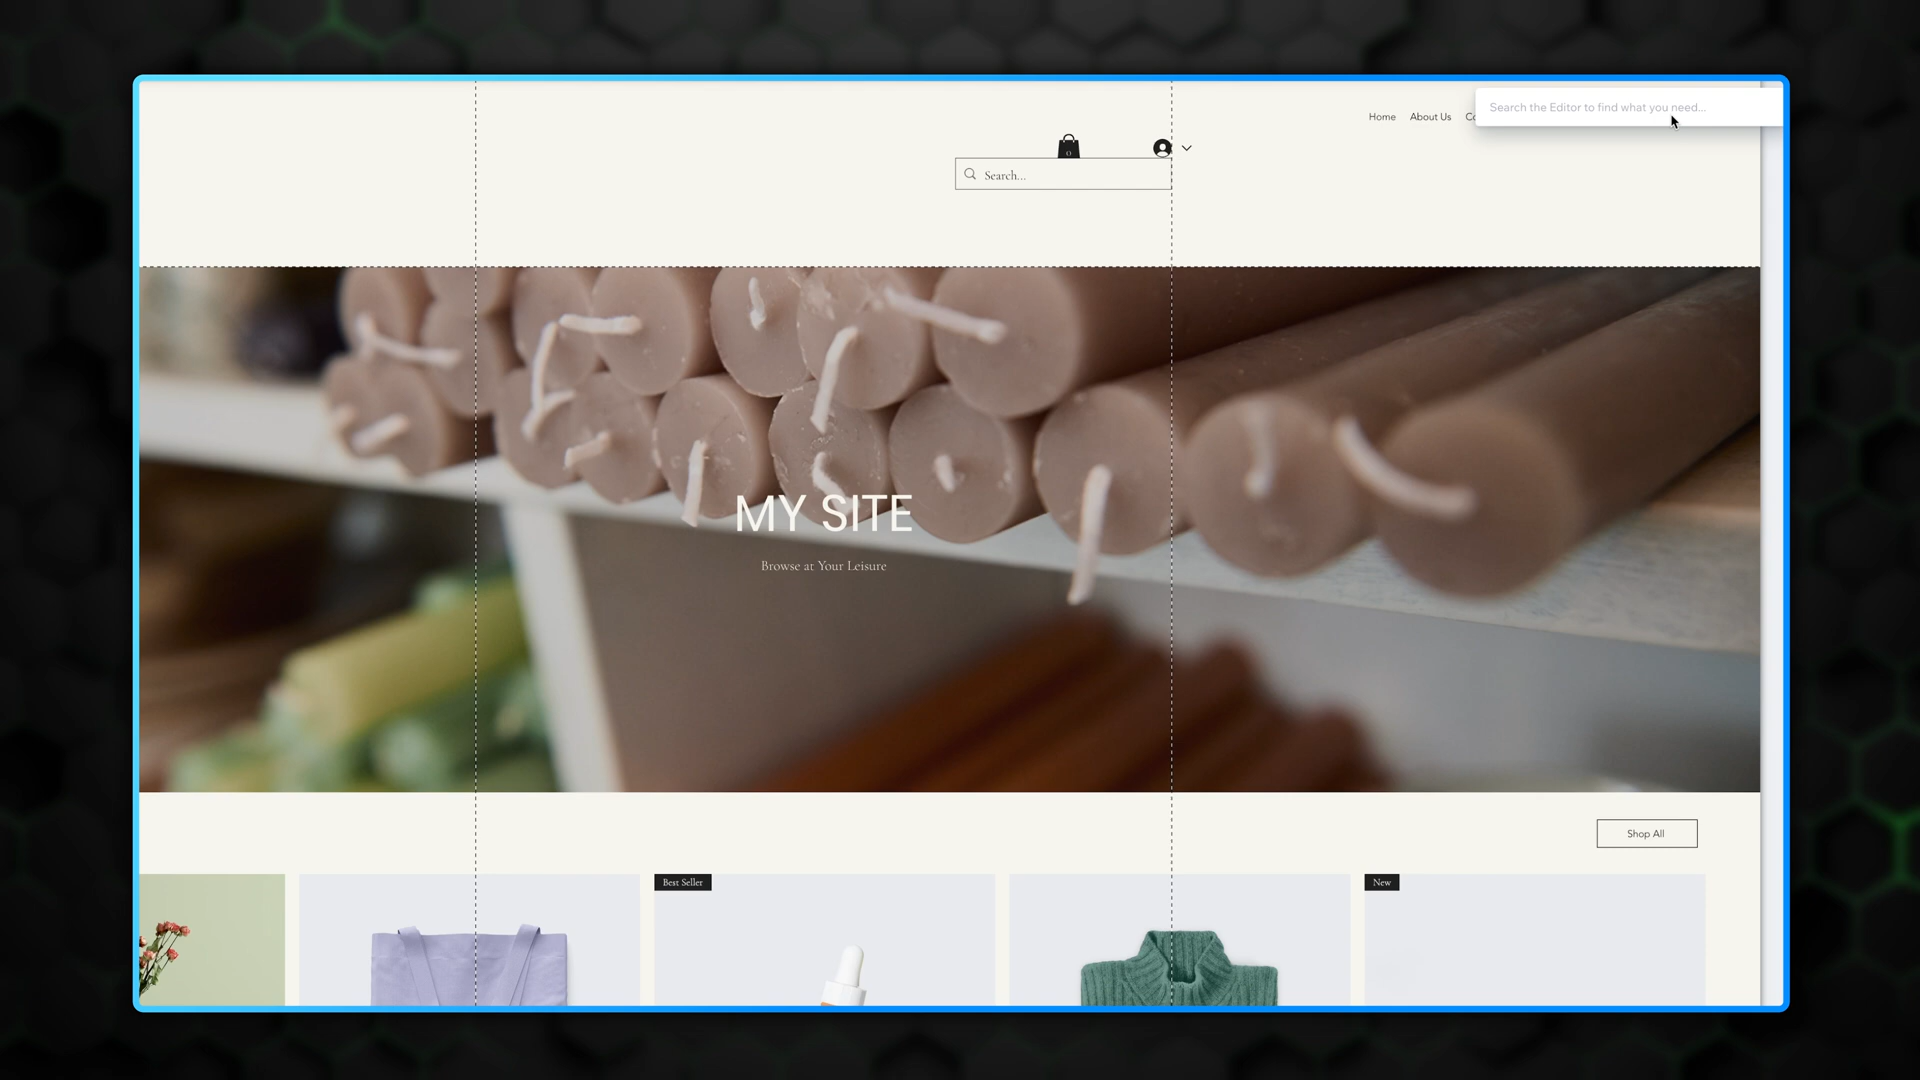 Search the Editor to find what you need...
Home About Us
0
Search...
MY SITE
Browse at Your Leisure
Shop All
Best Seller
New